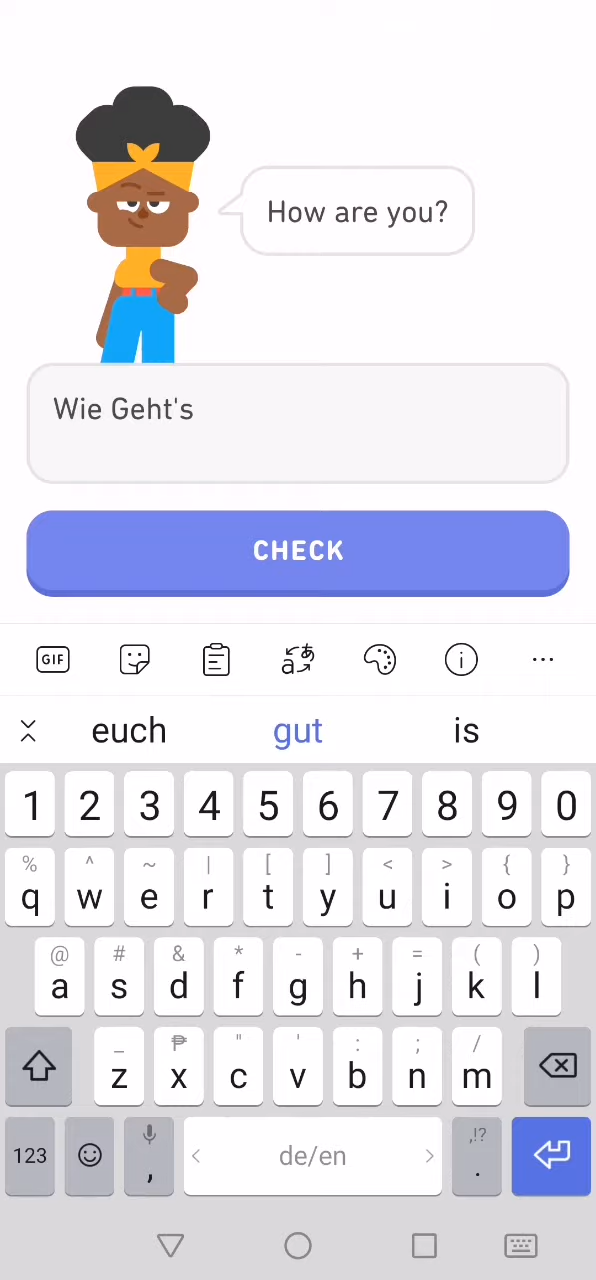 How are you?
Wie Geht's
CHECK
GIF
euch gut is
1 2 3 4 5 6 7 8 9 0
% ^ ~ | [ ] < > { }
q w e r t y u i o p
@ # & * - + = ( )
a s d f g h j k l
_ ₱ " ' : ; /
z x c v b n m
123 , < de/en > ,!? .